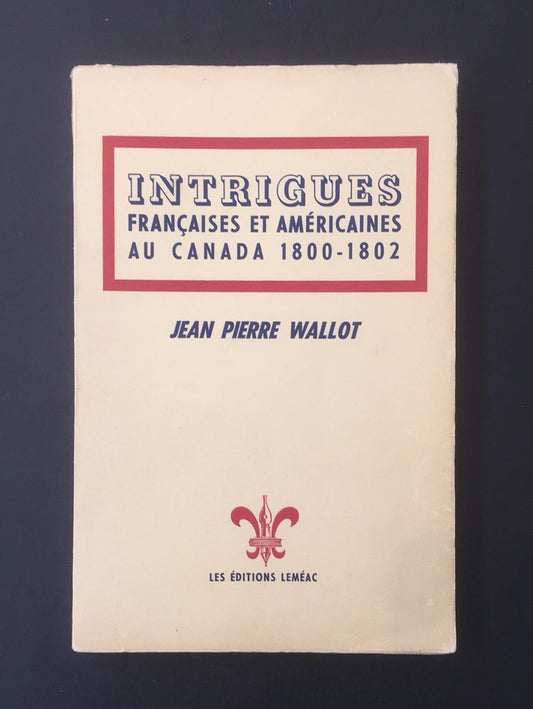 INTRIGUES
FRANÇAISES ET AMÉRICAINES
AU CANADA 1800-1802
JEAN PIERRE WALLOT
LES ÉDITIONS LEMÉAC